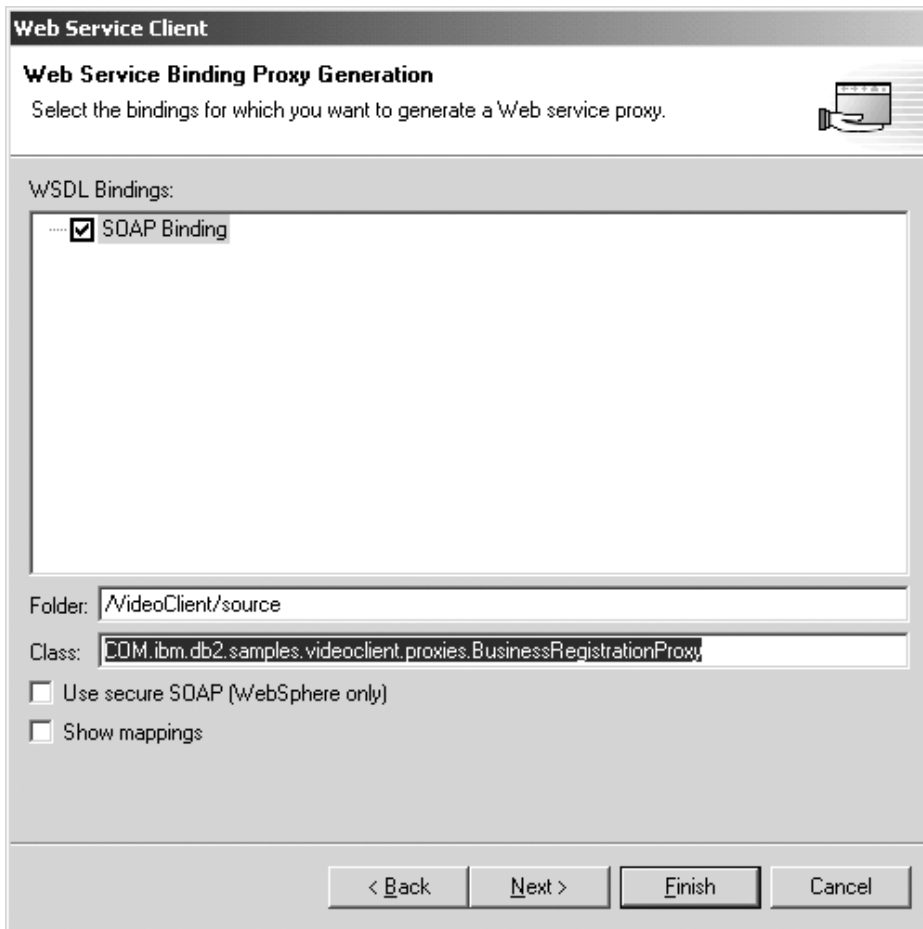 Web Service Client
Web Service Binding Proxy Generation
Select the bindings for which you want to generate a Web service proxy.
WSDL Bindings:
SOAP Binding
Folder: /VideoClient/source
Class: COM.ibm.db2.samples.videoclient.proxies.BusinessRegistrationProxy
Use secure SOAP (WebSphere only)
Show mappings
< Back Next > Finish Cancel